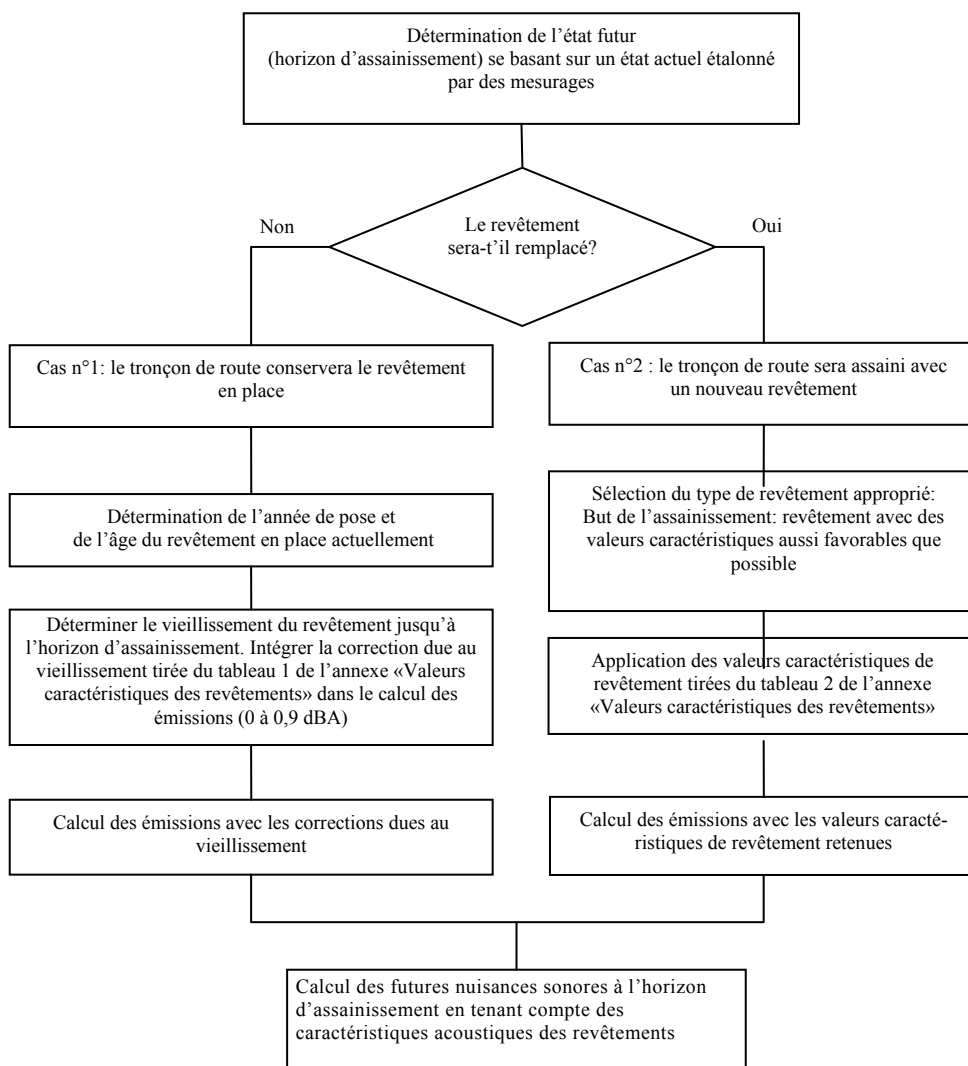 Détermination de l’état futur
(horizon d’assainissement) se basant sur un état actuel étalonné
par des mesurages
Le revêtement
sera-t’il remplacé?
Non
Oui
Cas n°1: le tronçon de route conservera le revêtement
en place
Détermination de l’année de pose et
de l’âge du revêtement en place actuellement
Déterminer le vieillissement du revêtement jusqu’à
l’horizon d’assainissement. Intégrer la correction due au
vieillissement tirée du tableau 1 de l’annexe «Valeurs
caractéristiques des revêtements» dans le calcul des
émissions (0 à 0,9 dBA)
Calcul des émissions avec les corrections dues au
vieillissement
Cas n°2 : le tronçon de route sera assaini avec
un nouveau revêtement
Sélection du type de revêtement approprié:
But de l’assainissement: revêtement avec des
valeurs caractéristiques aussi favorables que
possible
Application des valeurs caractéristiques de
revêtement tirées du tableau 2 de l’annexe
«Valeurs caractéristiques des revêtements»
Calcul des émissions avec les valeurs caracté-
ristiques de revêtement retenues
Calcul des futures nuisances sonores à l’horizon
d’assainissement en tenant compte des
caractéristiques acoustiques des revêtements